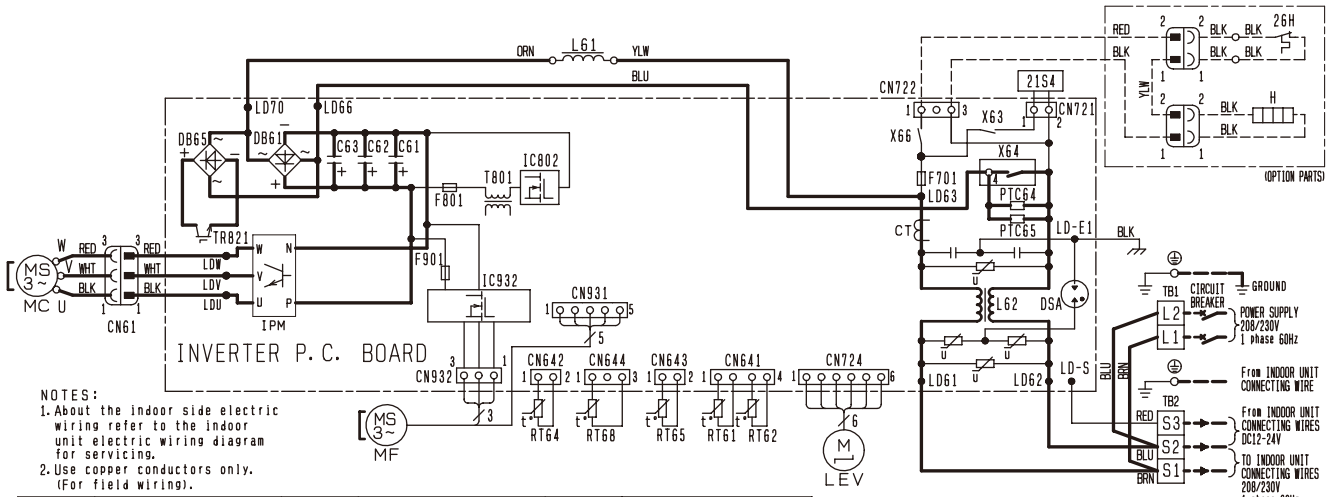 RED
BLK
2 2
BLK BLK
26H
BLK BLK
1 1
YLW
2 2
BLK
H
BLK
1 1
(OPTION PARTS)
ORN L61 YLW
BLU
LD70 LD66
CN722
1 3
21S4
CN721
1 2
X63
X66
X64
4
F701
LD63
PTC64
PTC65
LD-E1
BLK
CT
DB65
+ ~ - ~
DB61
- ~ + ~
C63 C62 C61
+ + +
IC802
T801
F801
TR821
W
RED
3 3
RED
LDW
W N
V
WHT
WHT
LDV
V
MS
3~
MC
U
BLK
1 1
BLK
LDU
U P
CN61
IPM
F901
IC932
CN931
1 5
5
U
L62
DSA
U U
U
LD-S
LD61 LD62
INVERTER P.C. BOARD
3 1
CN932
3
CN642
1 2
t°
RT64
CN644
1 3
t°
RT68
CN643
1 2
t°
RT65
CN641
1 4
t° t°
RT61 RT62
CN724
1 6
6
M
LEV
MS
3~
MF
GROUND
TB1
CIRCUIT
BREAKER
L2
L1
POWER SUPPLY
208/230V
1 phase 60Hz
BLU
BRN
From INDOOR UNIT
CONNECTING WIRE
TB2
RED
S3
From INDOOR UNIT
CONNECTING WIRES
DC12-24V
BLU
S2
BRN
S1
TO INDOOR UNIT
CONNECTING WIRES
208/230V
NOTES:
1. About the indoor side electric
wiring refer to the indoor
unit electric wiring diagram
for servicing.
2. Use copper conductors only.
(For field wiring).